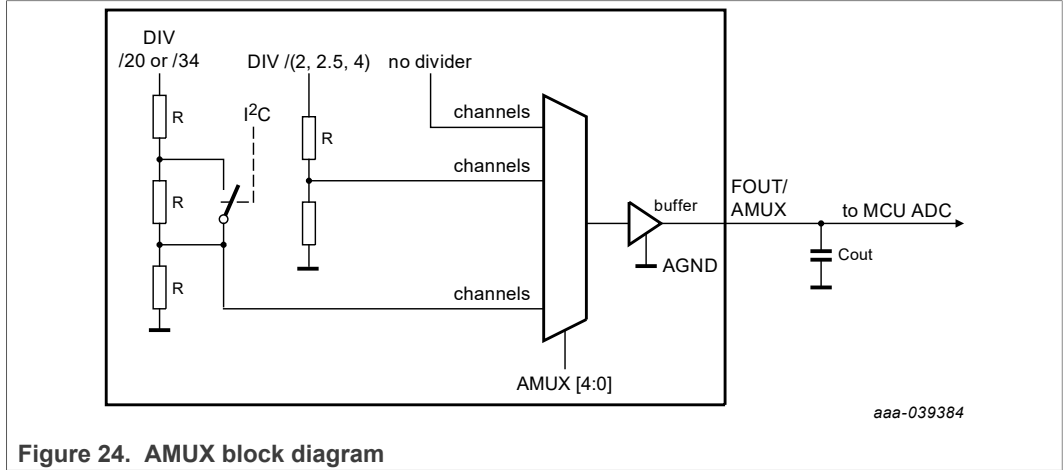 DIV
/20 or /34
DIV /(2, 2.5, 4)
no divider
channels
R
I2C
R
channels
R
FOUT/
AMUX
buffer
to MCU ADC
AGND
Cout
R
channels
AMUX [4:0]
aaa-039384
Figure 24. AMUX block diagram